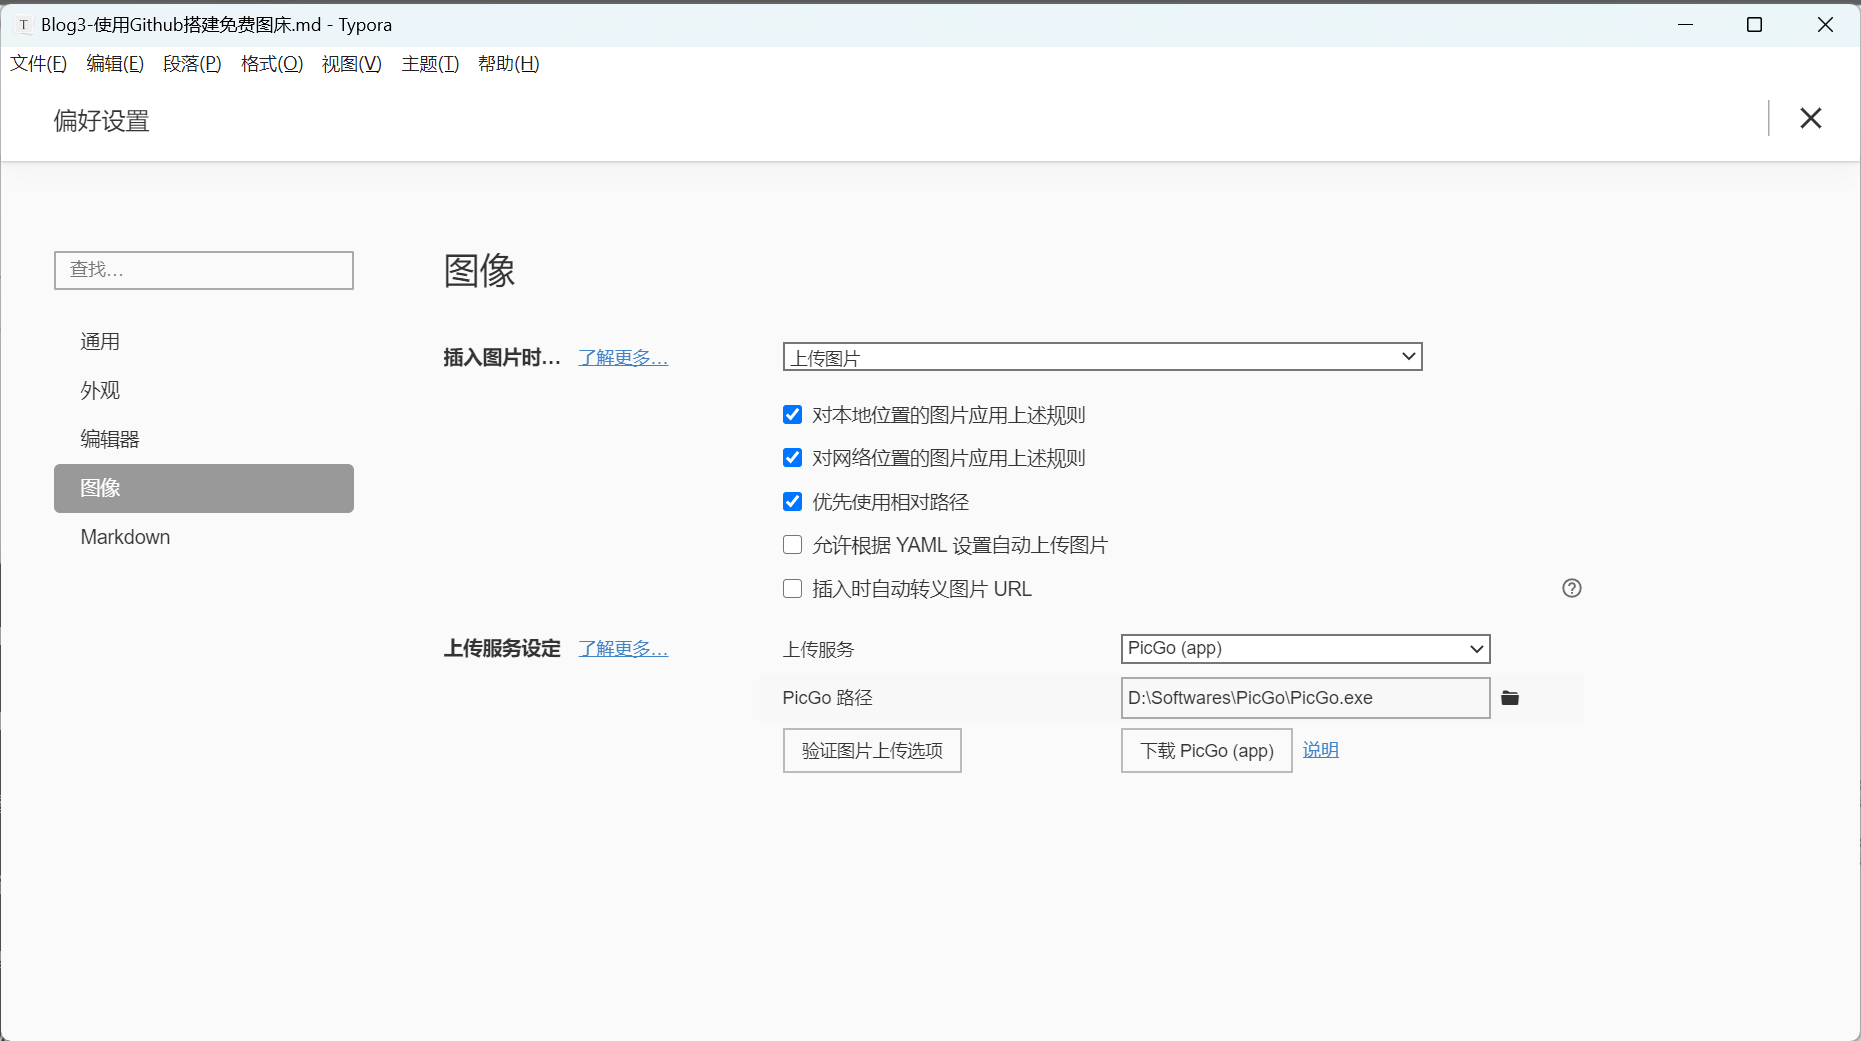 Blog3-使用Github搭建免费图床.md - Typora
文件(F) 编辑(E) 段落(P) 格式(O) 视图(V) 主题(T) 帮助(H)
偏好设置
查找...
通用
外观
编辑器
图像
Markdown
图像
插入图片时... 了解更多... 上传图片
对本地位置的图片应用上述规则
对网络位置的图片应用上述规则
优先使用相对路径
允许根据 YAML 设置自动上传图片
插入时自动转义图片 URL
上传服务设定 了解更多... 上传服务 PicGo (app)
PicGo 路径 D:\Softwares\PicGo\PicGo.exe
验证图片上传选项 下载 PicGo (app) 说明